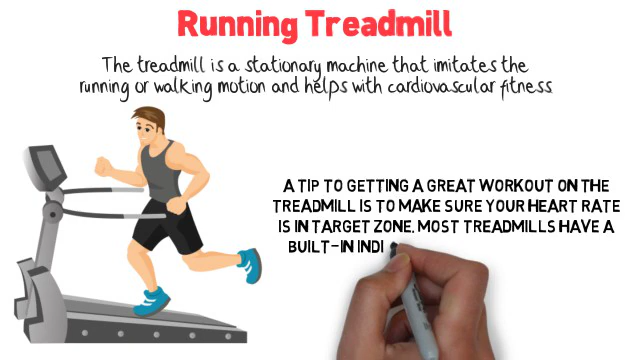 Running Treadmill
The treadmill is a stationary machine that imitates the
running or walking motion and helps with cardiovascular fitness
A TIP TO GETTING A GREAT WORKOUT ON THE
TREADMILL IS TO MAKE SURE YOUR HEART RATE
IS IN TARGET ZONE. MOST TREADMILLS HAVE A
BUILT-IN INDI